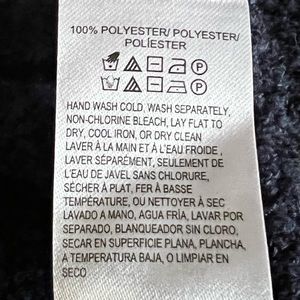 100% POLYESTER/ POLYESTER/
POLÍESTER
HAND WASH COLD, WASH SEPARATELY,
NON-CHLORINE BLEACH, LAY FLAT TO
DRY, COOL IRON, OR DRY CLEAN
LAVER À LA MAIN ET À L'EAU FROIDE,
LAVER SÉPARÉMENT, SEULEMENT DE
L'EAU DE JAVEL SANS CHLORURE,
SÉCHER À PLAT, FER À BASSE
TEMPÉRATURE, OU NETTOYER À SEC
LAVADO A MANO, AGUA FRÍA, LAVAR POR
SEPARADO, BLANQUEADOR SIN CLORO,
SECAR EN SUPERFICIE PLANA, PLANCHA,
A TEMPERATURA BAJA, O LIMPIAR EN
SECO